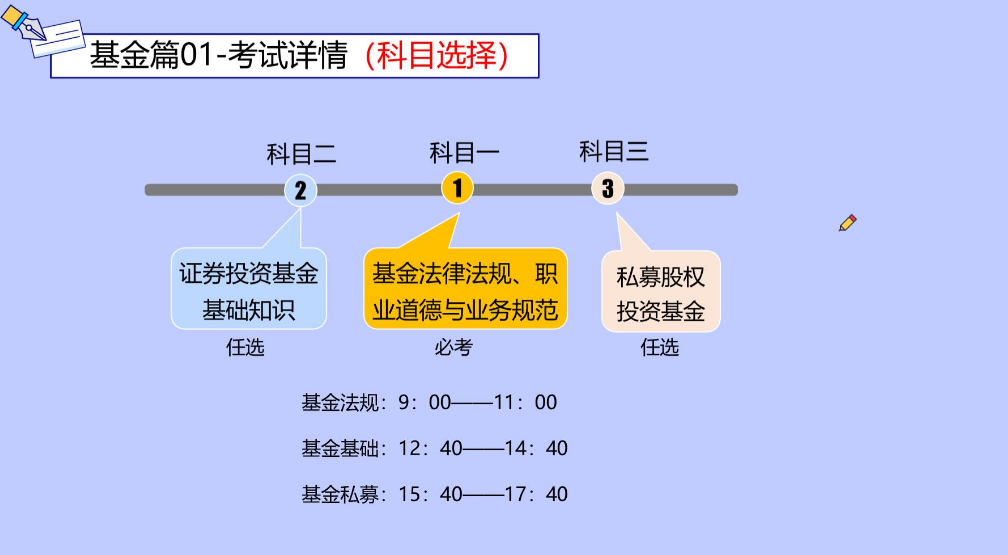 基金篇01-考试详情（科目选择）
科目二
科目一
科目三
2
1
3
证券投资基金
基础知识
基金法律法规、职
业道德与业务规范
私募股权
投资基金
任选
必考
任选
基金法规：9：00——11：00
基金基础：12：40——14：40
基金私募：15：40——17：40